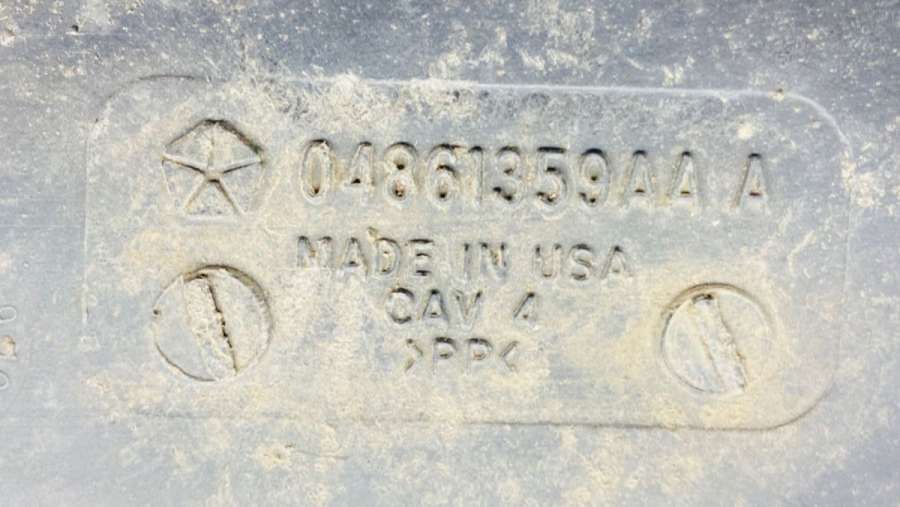 04861359AA A
MADE IN USA
CAV 4
>PP<